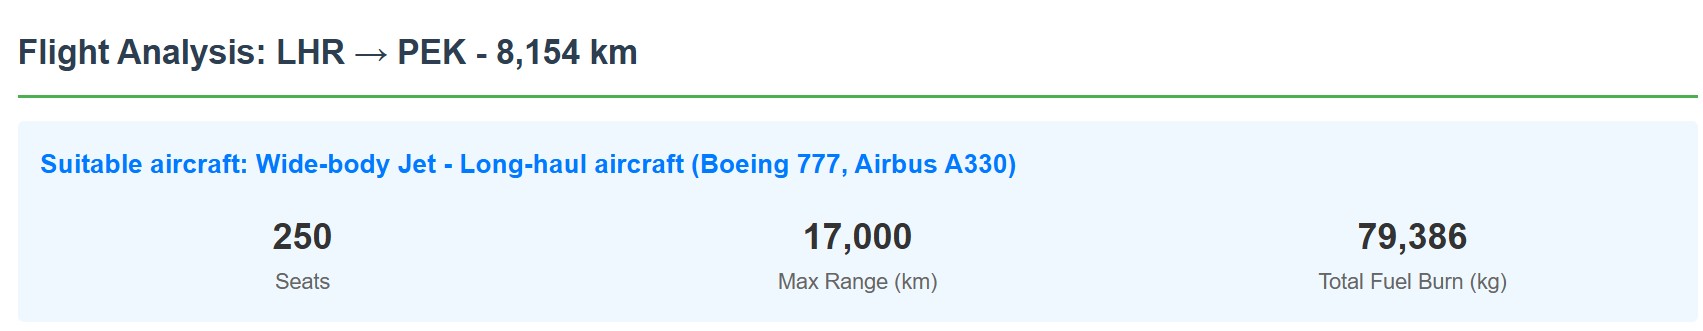 Flight Analysis: LHR → PEK - 8,154 km
Suitable aircraft: Wide-body Jet - Long-haul aircraft (Boeing 777, Airbus A330)
250
Seats
17,000
Max Range (km)
79,386
Total Fuel Burn (kg)